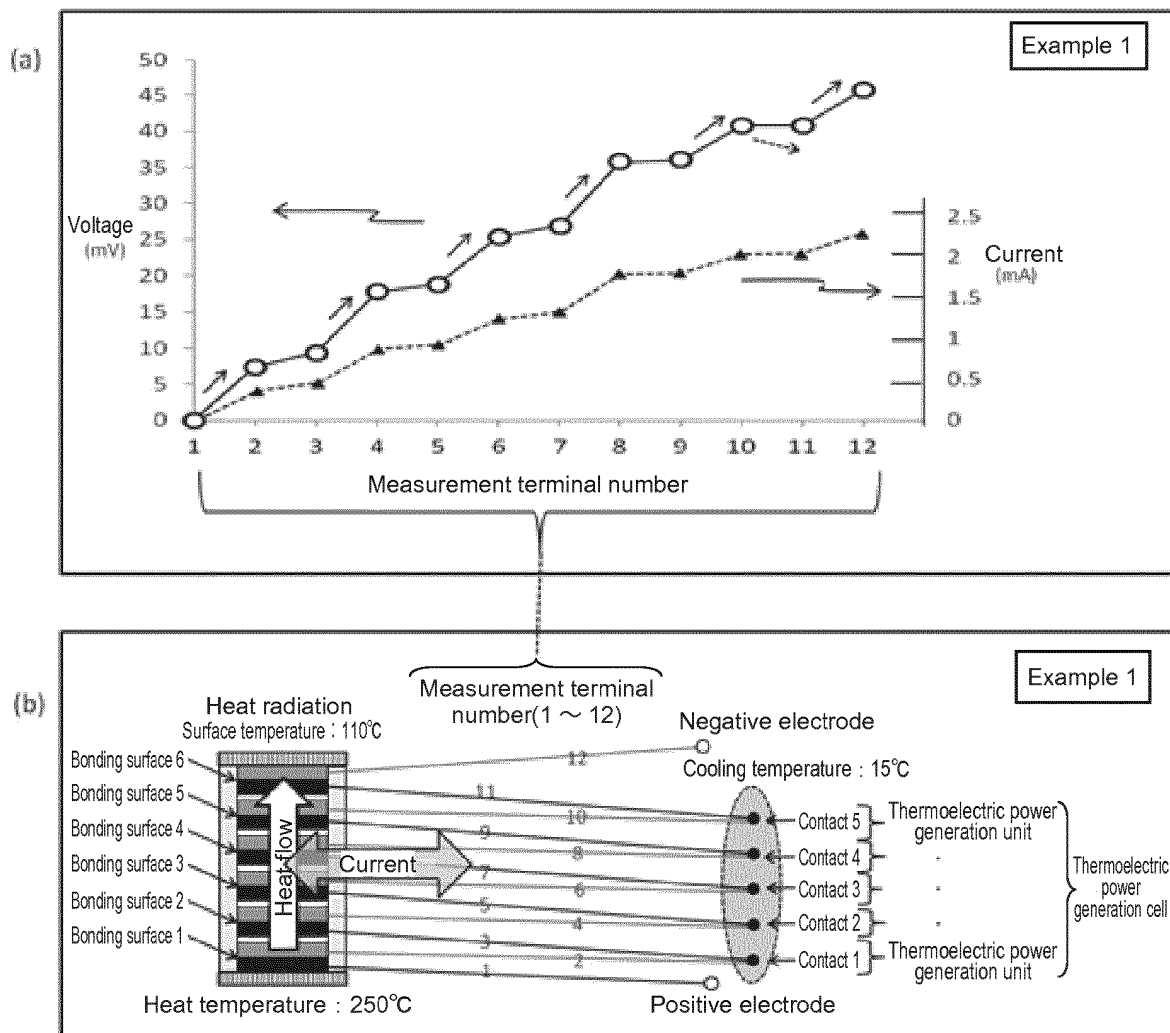 (a)
Example 1
50
45
40
35
30
25
20
15
10
5
0
Voltage
(mV)
2.5
2
1.5
1
0.5
0
Current
(mA)
1 2 3 4 5 6 7 8 9 10 11 12
Measurement terminal number
(b)
Example 1
Measurement terminal
number(1 ～ 12)
Heat radiation
Surface temperature : 110℃
Negative electrode
Cooling temperature : 15℃
Bonding surface 6
Bonding surface 5
Bonding surface 4
Bonding surface 3
Bonding surface 2
Bonding surface 1
Heat flow
Current
12
11
10
9
8
7
6
5
4
3
2
1
Contact 5
Contact 4
Contact 3
Contact 2
Contact 1
Thermoelectric power
generation unit
Thermoelectric power
generation unit
Thermoelectric
power
generation cell
Heat temperature : 250℃
Positive electrode